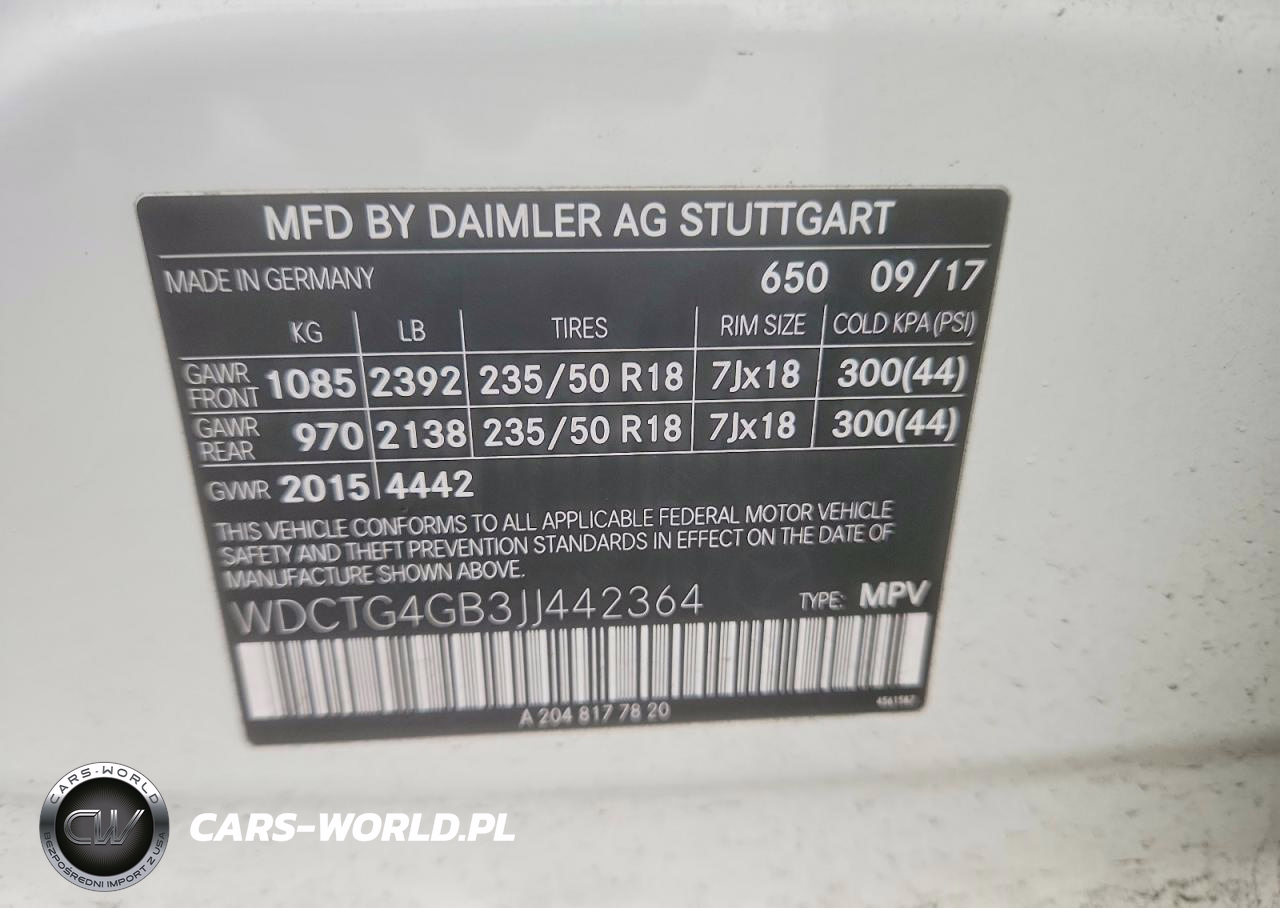 MFD BY DAIMLER AG STUTTGART
MADE IN GERMANY 650 09/17
KG LB TIRES RIM SIZE COLD KPA (PSI)
GAWR FRONT 1085 2392 235/50 R18 7Jx18 300(44)
GAWR REAR 970 2138 235/50 R18 7Jx18 300(44)
GVWR 2015 4442
THIS VEHICLE CONFORMS TO ALL APPLICABLE FEDERAL MOTOR VEHICLE
SAFETY AND THEFT PREVENTION STANDARDS IN EFFECT ON THE DATE OF
MANUFACTURE SHOWN ABOVE.
WDCTG4GB3JJ442364 TYPE: MPV
A 204 817 78 20
4561587
CARS-WORLD
CW
BEZPOŚREDNI IMPORT Z USA
CARS-WORLD.PL